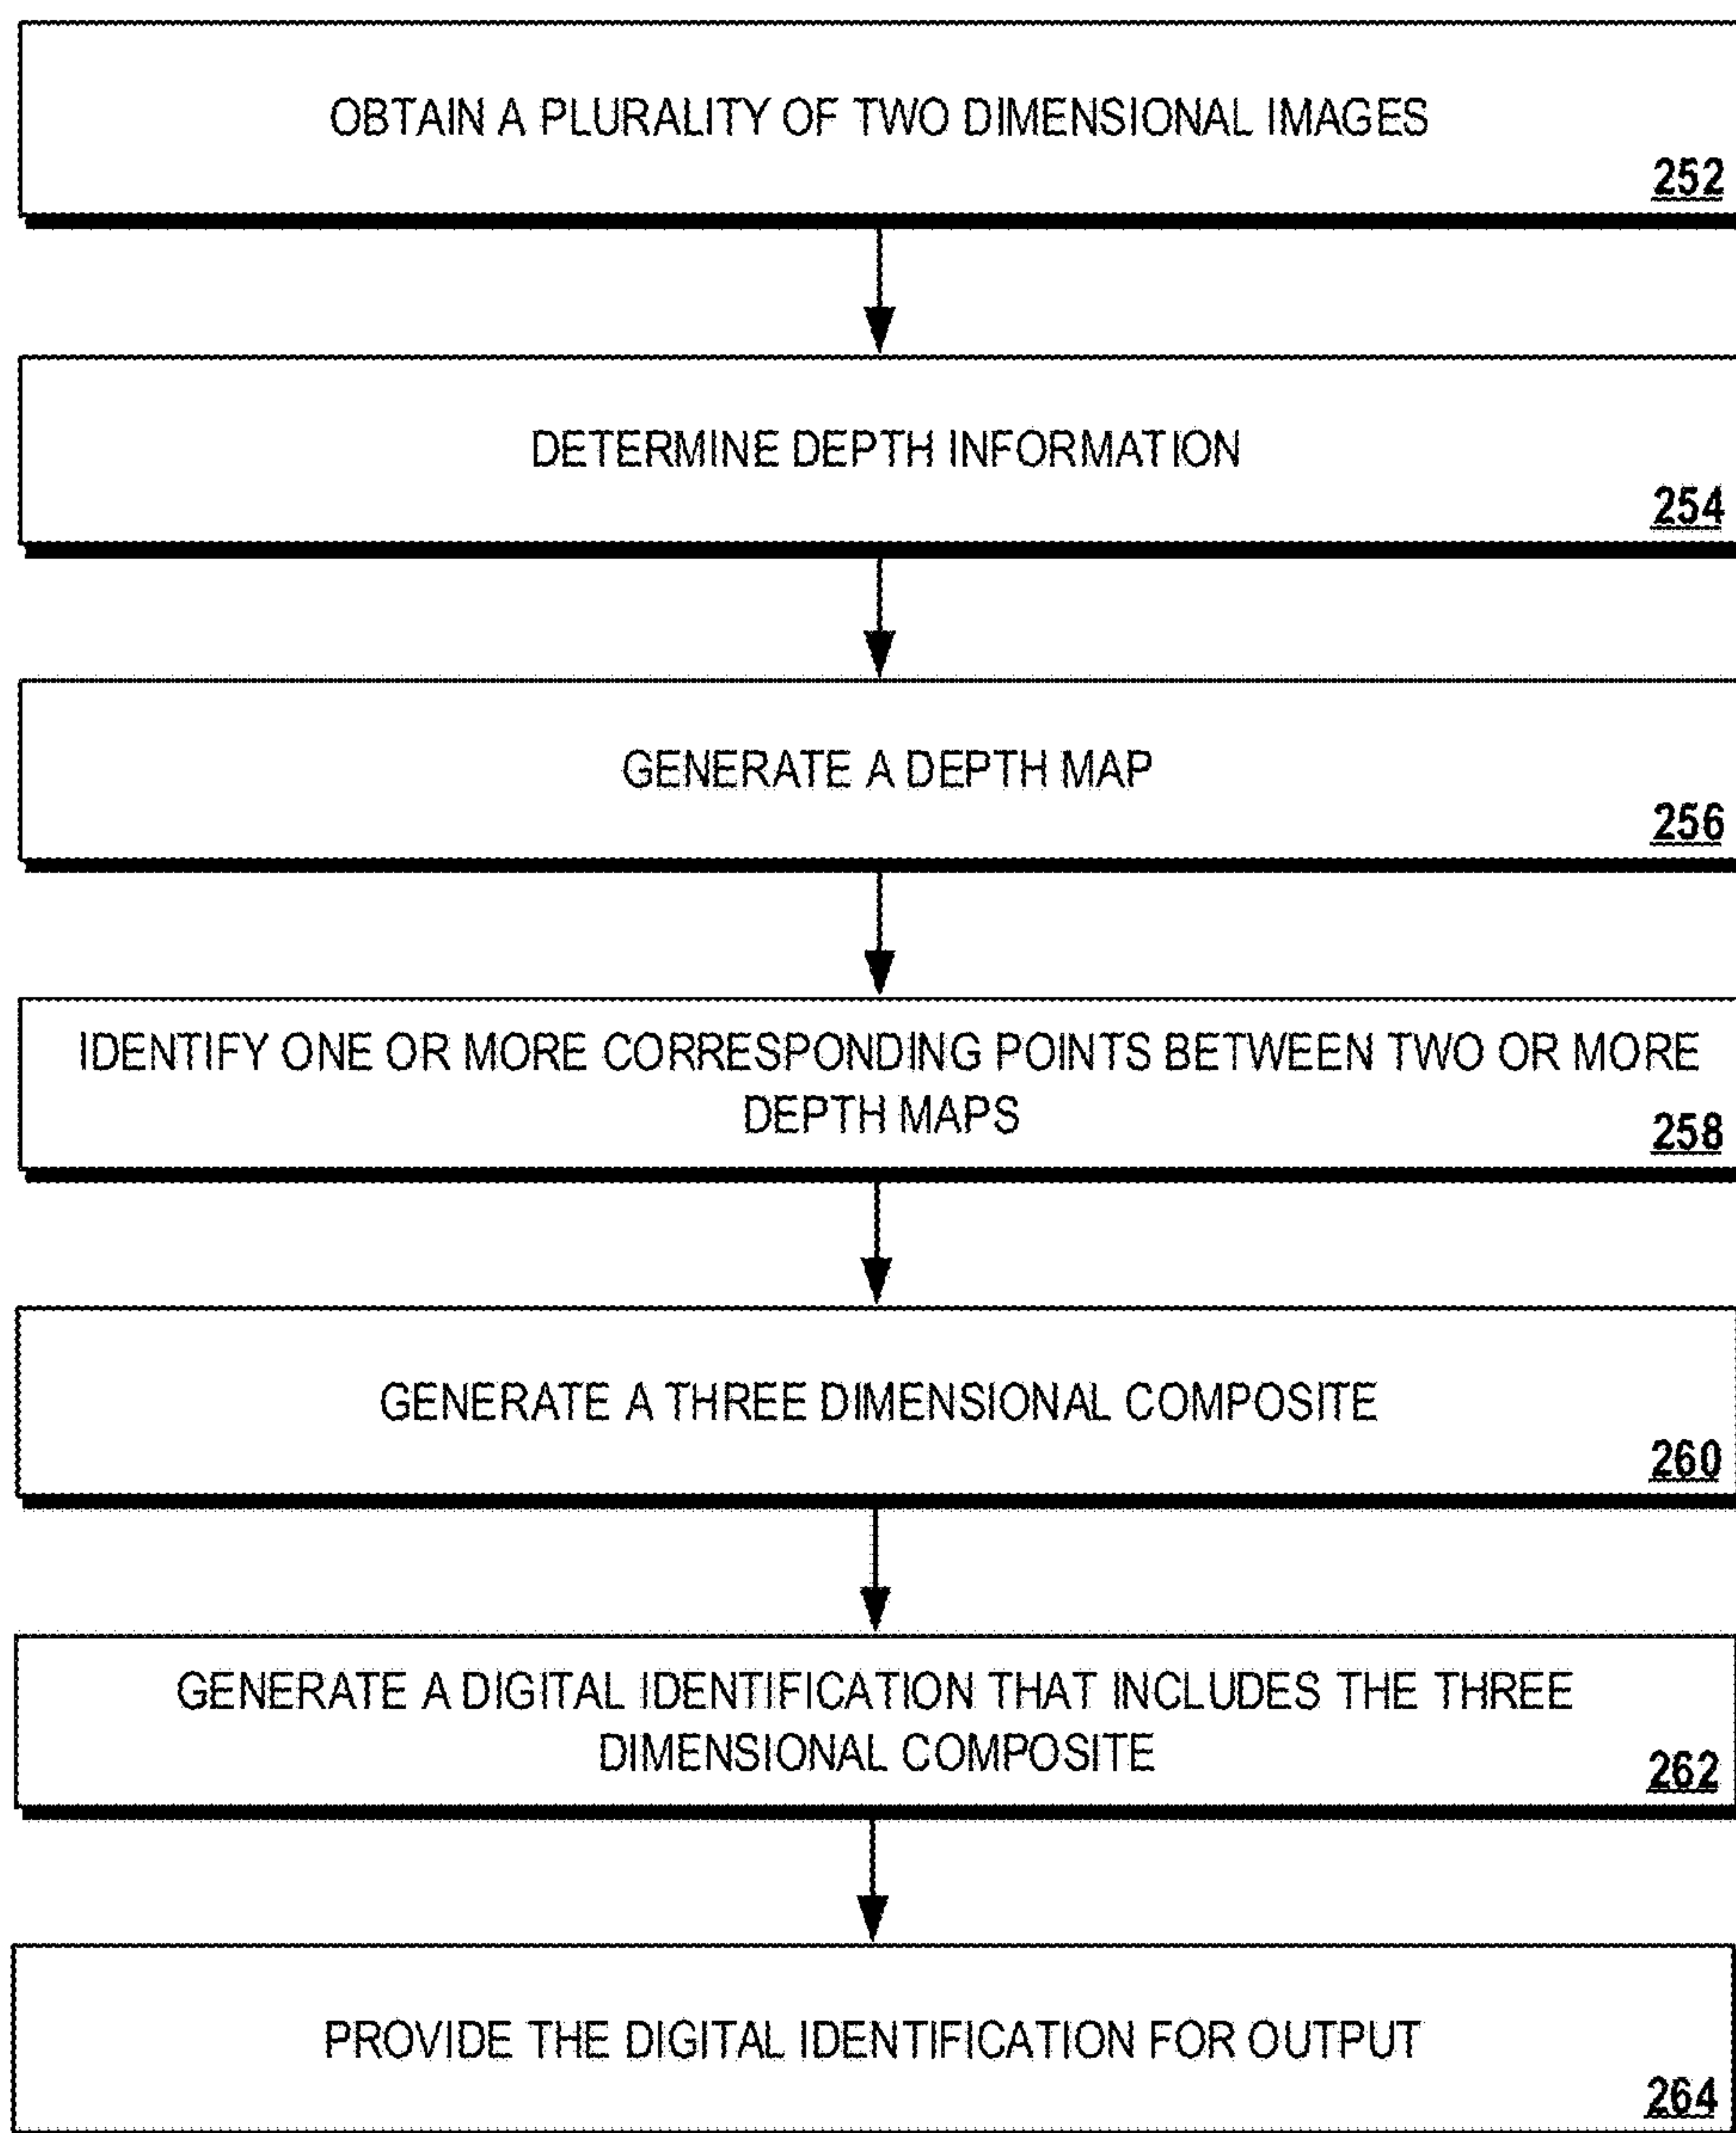 OBTAIN A PLURALITY OF TWO DIMENSIONAL IMAGES
252
DETERMINE DEPTH INFORMATION
254
GENERATE A DEPTH MAP
256
IDENTIFY ONE OR MORE CORRESPONDING POINTS BETWEEN TWO OR MORE
DEPTH MAPS
258
GENERATE A THREE DIMENSIONAL COMPOSITE
260
GENERATE A DIGITAL IDENTIFICATION THAT INCLUDES THE THREE
DIMENSIONAL COMPOSITE
262
PROVIDE THE DIGITAL IDENTIFICATION FOR OUTPUT
264